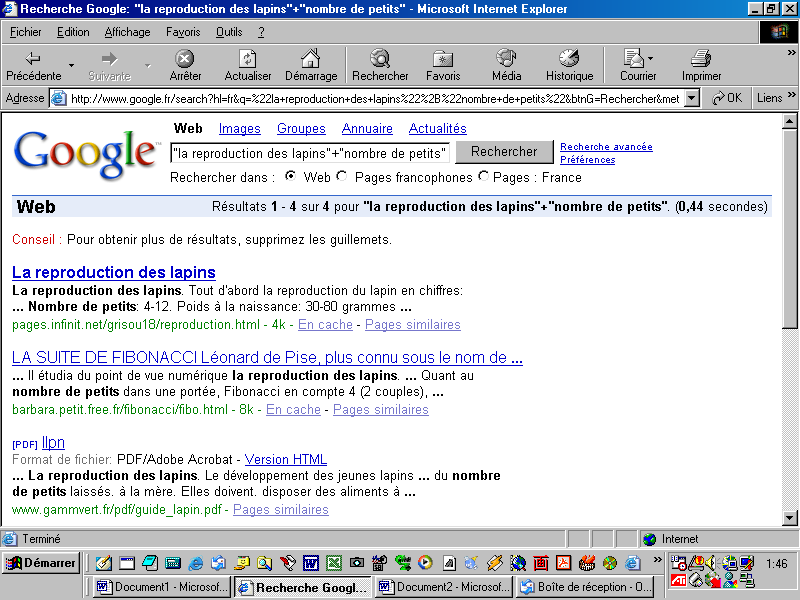 Recherche Google: "la reproduction des lapins"+"nombre de petits" - Microsoft Internet Explorer
Fichier Edition Affichage Favoris Outils ?
Précédente Suivante Arrêter Actualiser Démarrage Rechercher Favoris Média Historique Courrier Imprimer »
Adresse http://www.google.fr/search?hl=fr&q=%22la+reproduction+des+lapins%22%2B%22nombre+de+petits%22&btnG=Rechercher&met OK Liens »
Google
Web Images Groupes Annuaire Actualités
"la reproduction des lapins"+"nombre de petits" Rechercher Recherche avancée
Préférences
Rechercher dans : Web Pages francophones Pages : France
Web Résultats 1 - 4 sur 4 pour "la reproduction des lapins"+"nombre de petits". (0,44 secondes)
Conseil : Pour obtenir plus de résultats, supprimez les guillemets.
La reproduction des lapins
La reproduction des lapins. Tout d'abord la reproduction du lapin en chiffres:
... Nombre de petits: 4-12. Poids à la naissance: 30-80 grammes ...
pages.infinit.net/grisou18/reproduction.html - 4k - En cache - Pages similaires
LA SUITE DE FIBONACCI Léonard de Pise, plus connu sous le nom de ...
... Il étudia du point de vue numérique la reproduction des lapins. ... Quant au
nombre de petits dans une portée, Fibonacci en compte 4 (2 couples), ...
barbara.petit.free.fr/fibonacci/fibo.html - 8k - En cache - Pages similaires
[PDF] llpn
Format de fichier: PDF/Adobe Acrobat - Version HTML
... La reproduction des lapins. Le développement des jeunes lapins ... du nombre
de petits laissés. à la mère. Elles doivent. disposer des aliments à ...
www.gammvert.fr/pdf/guide_lapin.pdf - Pages similaires
Terminé Internet
Démarrer » 1:46
Document1 - Microsof... Recherche Googl... Document2 - Microsof... Boîte de réception - O...